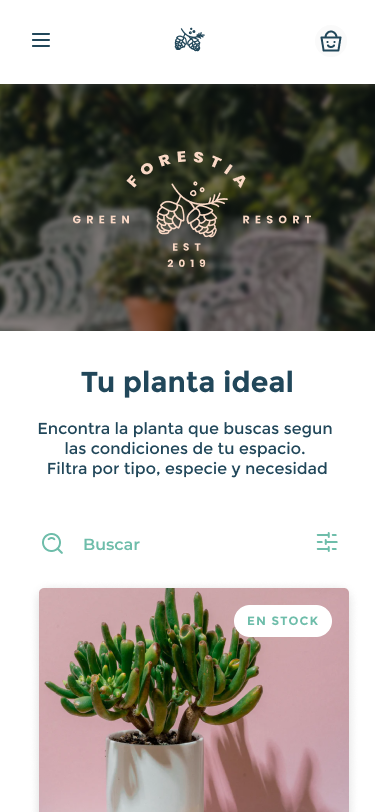 FORESTIA
GREEN RESORT
EST
2019
Tu planta ideal
Encontra la planta que buscas segun
las condiciones de tu espacio.
Filtra por tipo, especie y necesidad
Buscar
EN STOCK